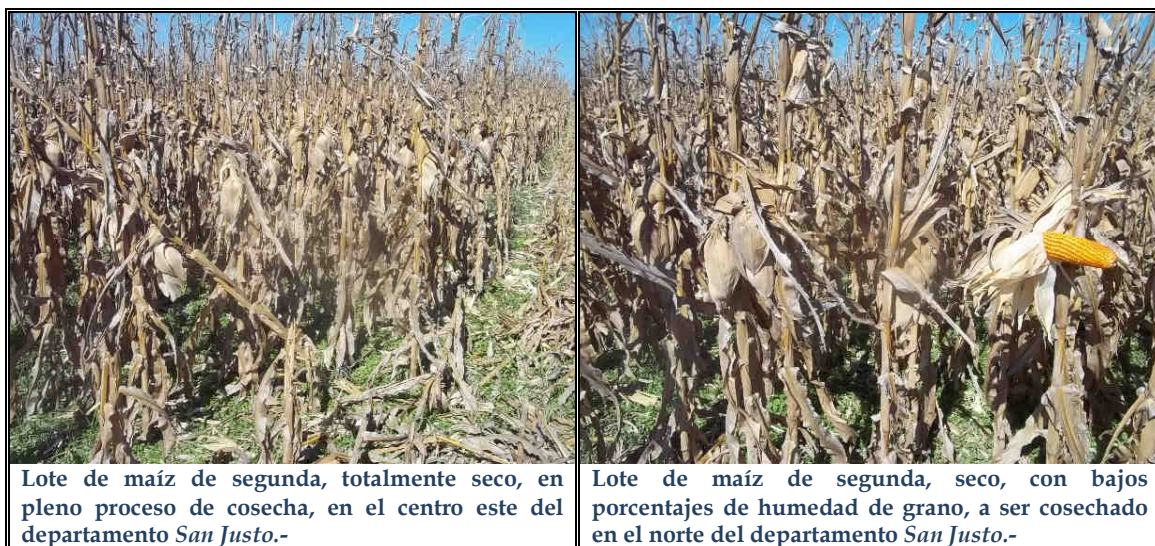 Lote de maíz de segunda, totalmente seco, en
pleno proceso de cosecha, en el centro este del
departamento San Justo.-
Lote de maíz de segunda, seco, con bajos
porcentajes de humedad de grano, a ser cosechado
en el norte del departamento San Justo.-